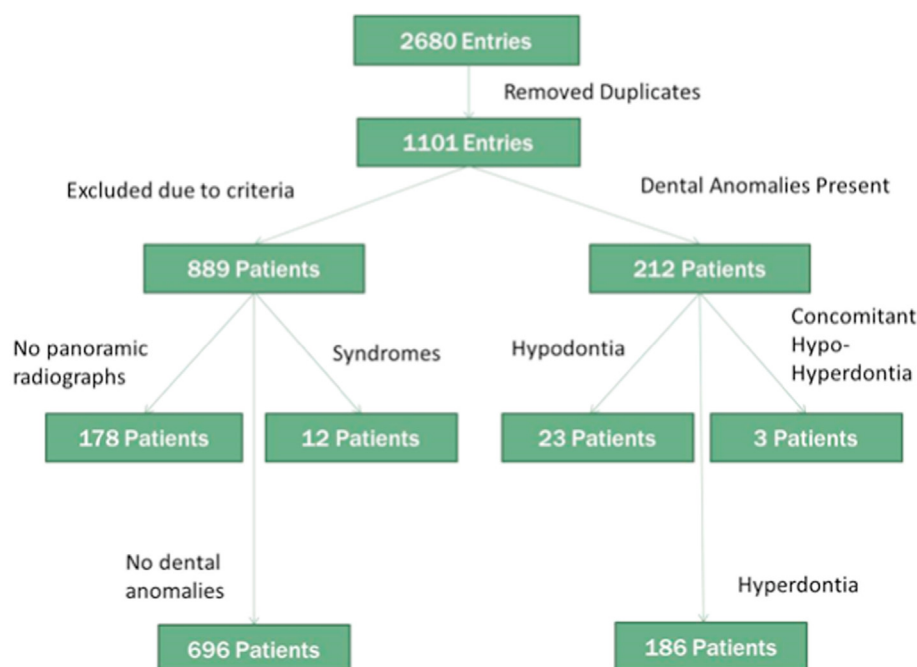 2680 Entries
Removed Duplicates
1101 Entries
Excluded due to criteria
Dental Anomalies Present
889 Patients
212 Patients
No panoramic
radiographs
Syndromes
Hypodontia
Concomitant
Hypo-
Hyperdontia
178 Patients
12 Patients
23 Patients
3 Patients
No dental
anomalies
Hyperdontia
696 Patients
186 Patients